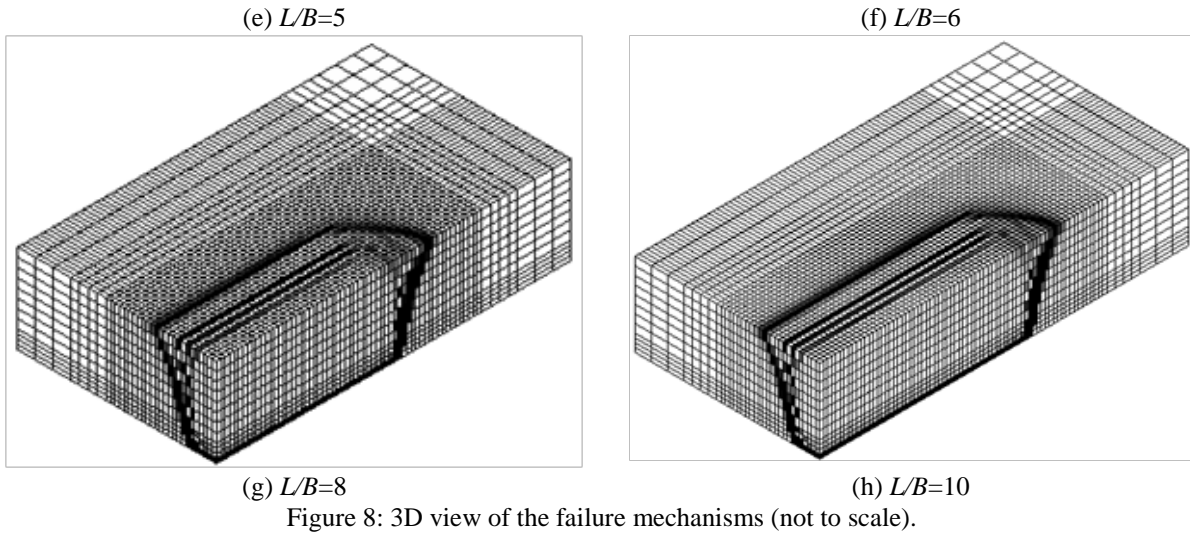 (e) L/B=5
(f) L/B=6
(g) L/B=8
(h) L/B=10
Figure 8: 3D view of the failure mechanisms (not to scale).